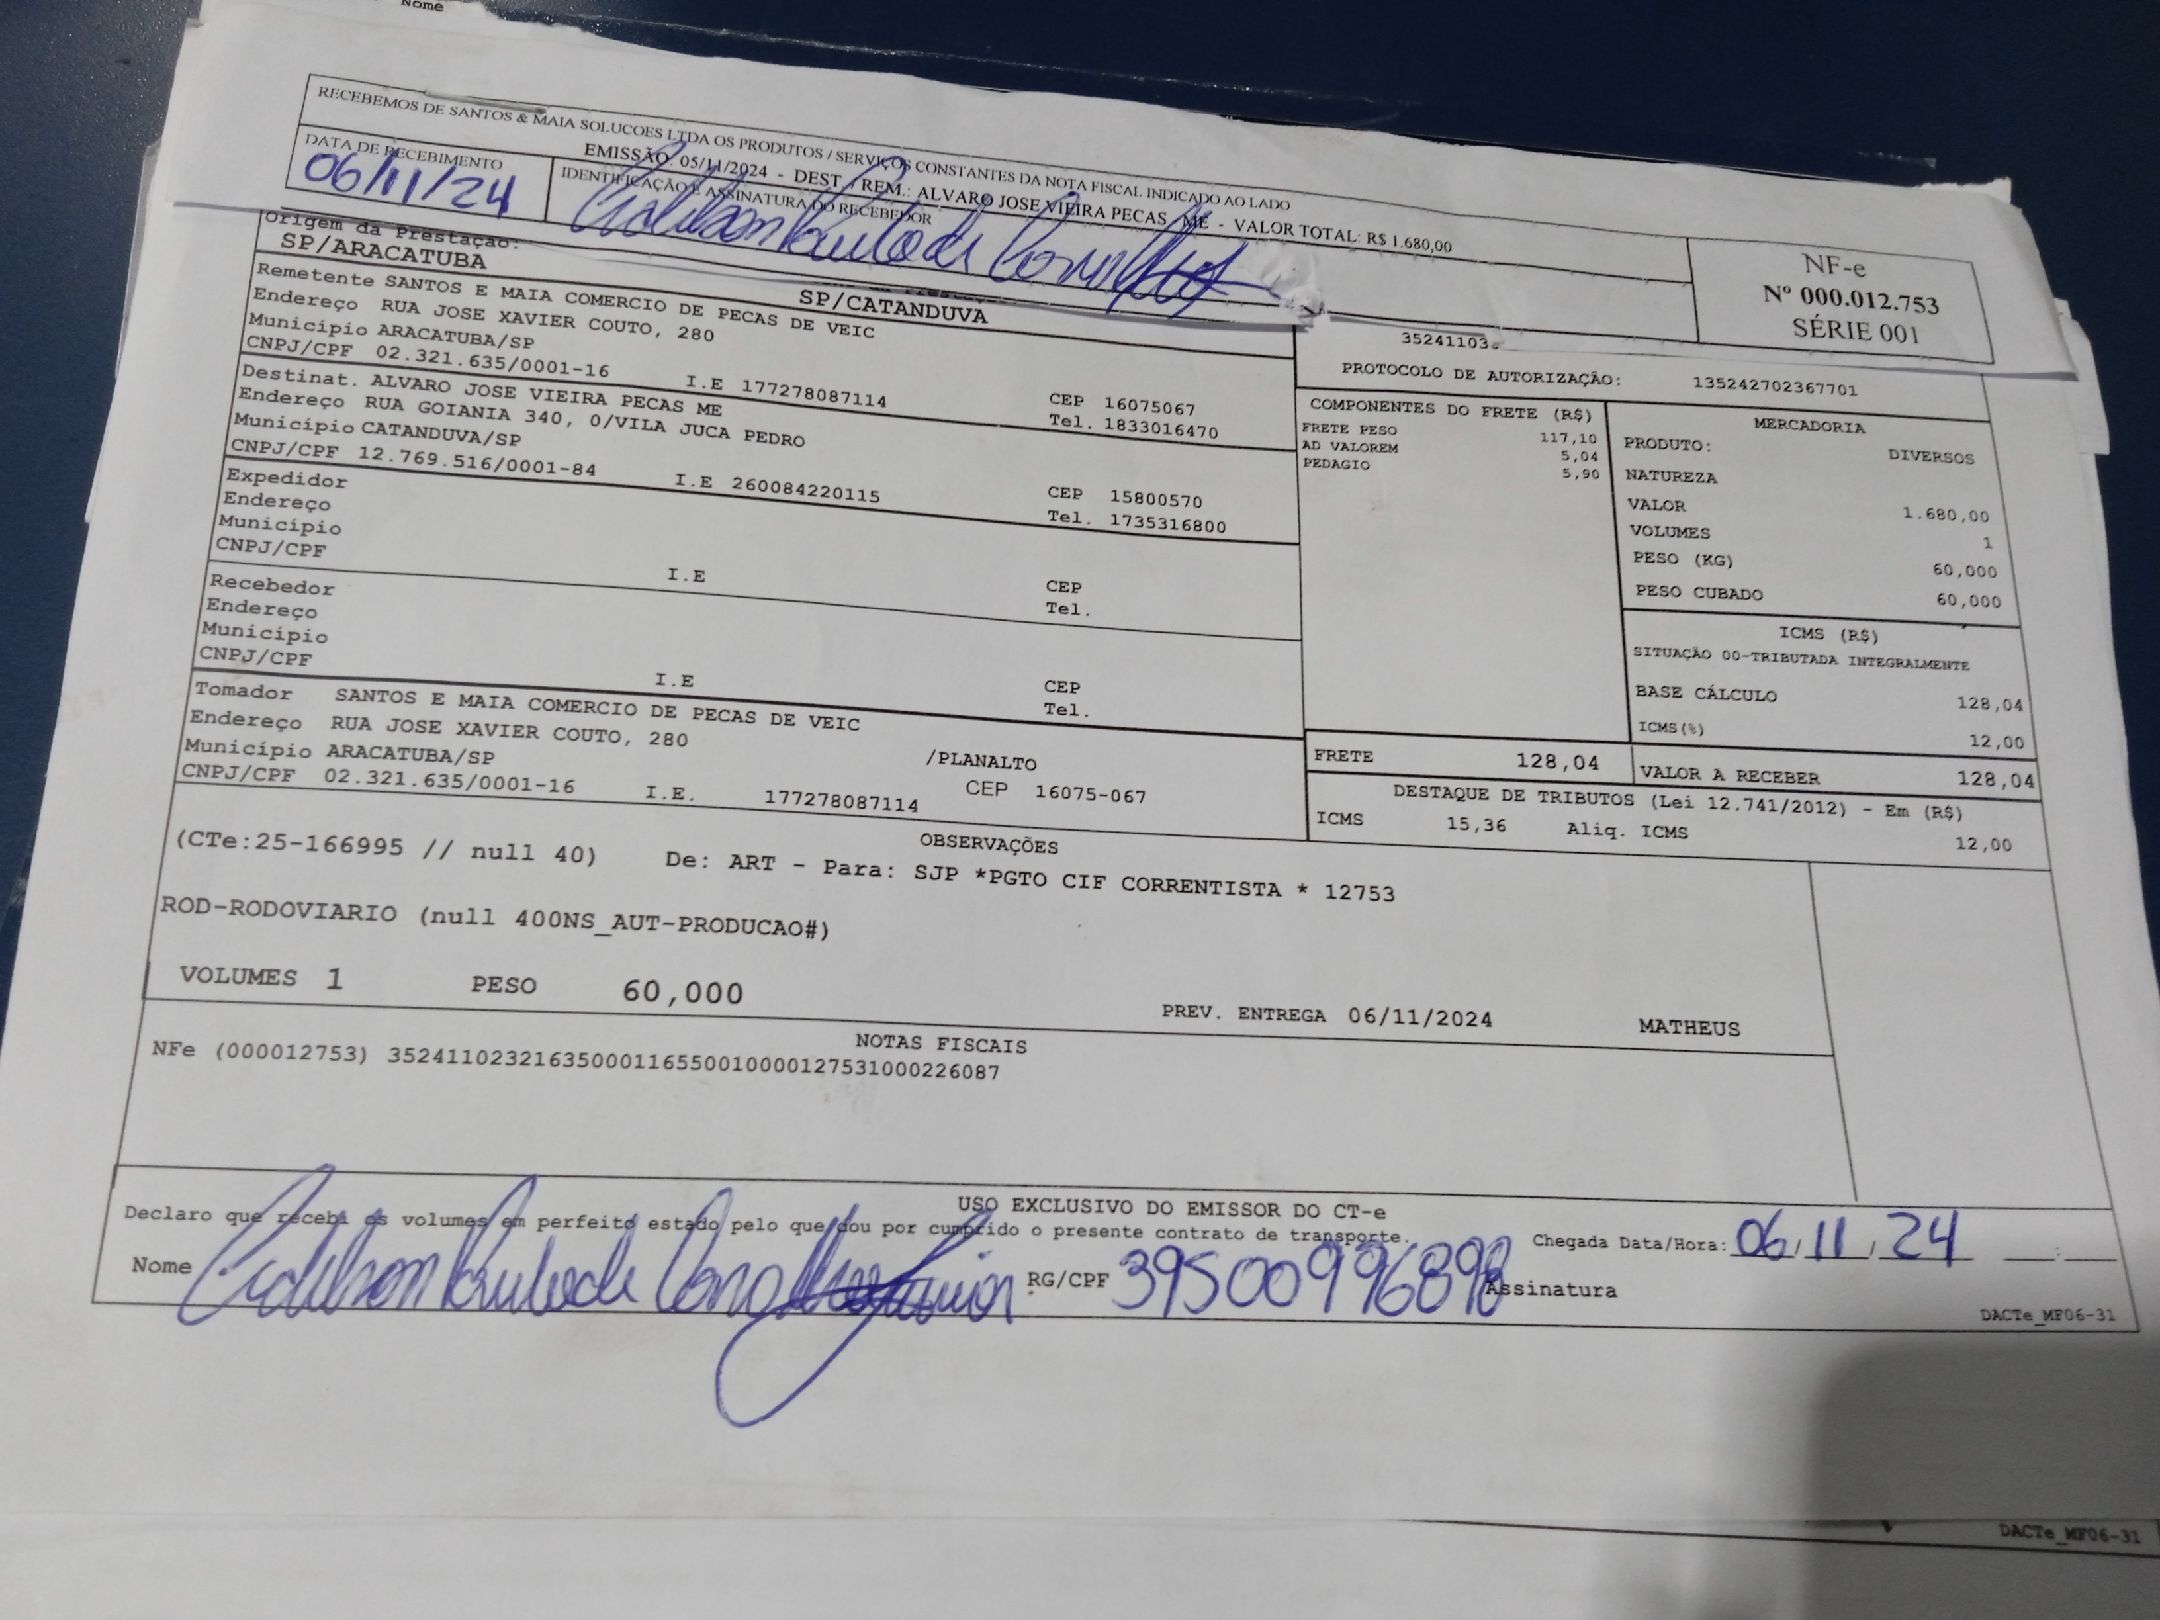 Nome
RECEBEMOS DE SANTOS & MAIA SOLUCOES LTDA OS PRODUTOS / SERVIÇOS CONSTANTES DA NOTA FISCAL INDICADO AO LADO
EMISSÃO: 05/11/2024 - DEST. / REM.: ALVARO JOSE VIEIRA PECAS ME - VALOR TOTAL: R$ 1.680,00
DATA DE RECEBIMENTO
06/11/24
IDENTIFICAÇÃO E ASSINATURA DO RECEBEDOR
NF-e
Nº 000.012.753
SÉRIE 001
Origem da Prestação:
SP/ARACATUBA
SP/CATANDUVA
Remetente SANTOS E MAIA COMERCIO DE PECAS DE VEIC
Endereço RUA JOSE XAVIER COUTO, 280
Município ARACATUBA/SP CEP 16075067
CNPJ/CPF 02.321.635/0001-16 I.E 177278087114 Tel. 1833016470
Destinat. ALVARO JOSE VIEIRA PECAS ME
Endereço RUA GOIANIA 340, 0/VILA JUCA PEDRO
Município CATANDUVA/SP CEP 15800570
CNPJ/CPF 12.769.516/0001-84 I.E 260084220115 Tel. 1735316800
Expedidor
Endereço
Município CEP
CNPJ/CPF I.E Tel.
Recebedor
Endereço
Município CEP
CNPJ/CPF I.E Tel.
Tomador SANTOS E MAIA COMERCIO DE PECAS DE VEIC
Endereço RUA JOSE XAVIER COUTO, 280 /PLANALTO
Município ARACATUBA/SP CEP 16075-067
CNPJ/CPF 02.321.635/0001-16 I.E. 177278087114
PROTOCOLO DE AUTORIZAÇÃO: 135242702367701
COMPONENTES DO FRETE (R$)
FRETE PESO 117,10
AD VALOREM 5,04
PEDAGIO 5,90
MERCADORIA
PRODUTO: DIVERSOS
NATUREZA
VALOR 1.680,00
VOLUMES 1
PESO (KG) 60,000
PESO CUBADO 60,000
ICMS (R$)
SITUAÇÃO 00-TRIBUTADA INTEGRALMENTE
BASE CÁLCULO 128,04
ICMS(%) 12,00
FRETE 128,04 VALOR A RECEBER 128,04
DESTAQUE DE TRIBUTOS (Lei 12.741/2012) - Em (R$)
ICMS 15,36 Aliq. ICMS 12,00
OBSERVAÇÕES
(CTe:25-166995 // null 40) De: ART - Para: SJP *PGTO CIF CORRENTISTA * 12753
ROD-RODOVIARIO (null 400NS_AUT-PRODUCAO#)
VOLUMES 1 PESO 60,000 PREV. ENTREGA 06/11/2024 MATHEUS
NOTAS FISCAIS
NFe (000012753) 35241102321635000116550010000127531000226087
USO EXCLUSIVO DO EMISSOR DO CT-e
Declaro que recebi os volumes em perfeito estado pelo que dou por cumprido o presente contrato de transporte. Chegada Data/Hora: 06/11/24 __:__
Nome RG/CPF 39500996898 Assinatura
DACTe_MF06-31
DACTe_MF06-31